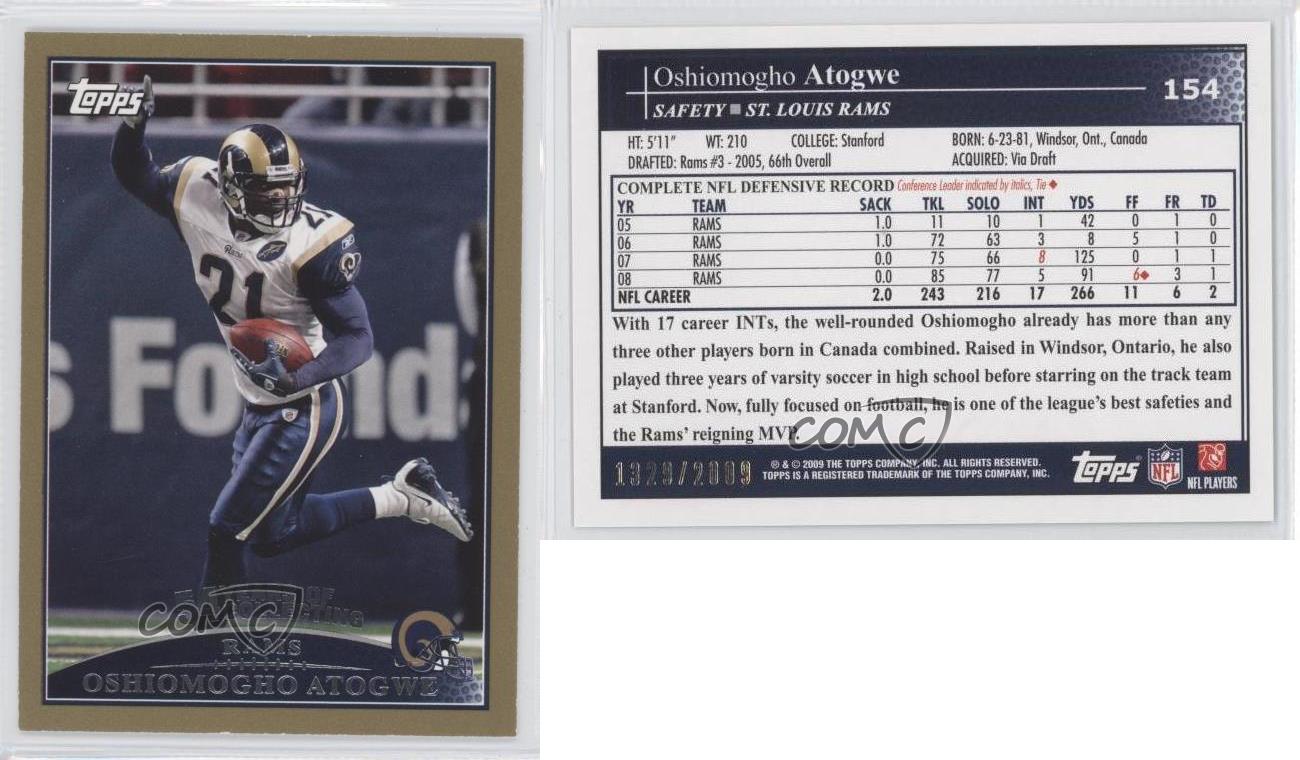 topps
21
21
Rams
s Found
COMC
COLLECTING
RAMS
OSHIOMOGHO ATOGWE
Oshiomogho Atogwe
154
SAFETY ■ ST. LOUIS RAMS
HT: 5'11" WT: 210 COLLEGE: Stanford BORN: 6-23-81, Windsor, Ont., Canada
DRAFTED: Rams #3 - 2005, 66th Overall ACQUIRED: Via Draft
COMPLETE NFL DEFENSIVE RECORD Conference Leader indicated by italics, Tie ◆
YR TEAM SACK TKL SOLO INT YDS FF FR TD
05 RAMS 1.0 11 10 1 42 0 1 0
06 RAMS 1.0 72 63 3 8 5 1 0
07 RAMS 0.0 75 66 8 125 0 1 1
08 RAMS 0.0 85 77 5 91 6◆ 3 1
NFL CAREER 2.0 243 216 17 266 11 6 2
With 17 career INTs, the well-rounded Oshiomogho already has more than any
three other players born in Canada combined. Raised in Windsor, Ontario, he also
played three years of varsity soccer in high school before starring on the track team
at Stanford. Now, fully focused on football, he is one of the league's best safeties and
the Rams' reigning MVP.
COMC
1329/2009
® & © 2009 THE TOPPS COMPANY, INC. ALL RIGHTS RESERVED.
TOPPS IS A REGISTERED TRADEMARK OF THE TOPPS COMPANY, INC.
topps
NFL
NFL PLAYERS